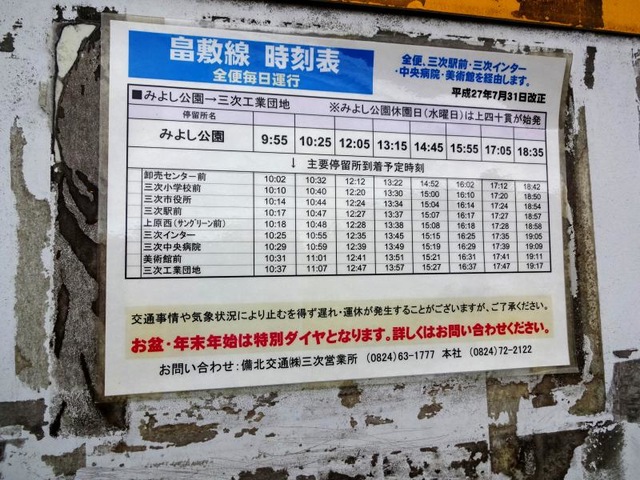 畠敷線 時刻表
全便毎日運行
全便、三次駅前・三次インター
・中央病院・美術館を経由します。
平成27年7月31日改正
■みよし公園→三次工業団地 ※みよし公園休園日(水曜日)は上四十貫が始発
停留所名
みよし公園 9:55 10:25 12:05 13:15 14:45 15:55 17:05 18:35
↓ 主要停留所到着予定時刻
卸売センター前 10:02 10:32 12:12 13:22 14:52 16:02 17:12 18:42
三次小学校前 10:10 10:40 12:20 13:30 15:00 16:10 17:20 18:50
三次市役所 10:14 10:44 12:24 13:34 15:04 16:14 17:24 18:54
三次駅前 10:17 10:47 12:27 13:37 15:07 16:17 17:27 18:57
上原西(サングリーン前) 10:18 10:48 12:28 13:38 15:08 16:18 17:28 18:58
三次インター 10:25 10:55 12:35 13:45 15:15 16:25 17:35 19:05
三次中央病院 10:29 10:59 12:39 13:49 15:19 16:29 17:39 19:09
美術館前 10:31 11:01 12:41 13:51 15:21 16:31 17:41 19:11
三次工業団地 10:37 11:07 12:47 13:57 15:27 16:37 17:47 19:17
交通事情や気象状況により止むを得ず遅れ・運休が発生することがございますが、ご了承ください。
お盆・年末年始は特別ダイヤとなります。詳しくはお問い合わせください。
お問い合わせ：備北交通㈱三次営業所 (0824)63-1777 本社 (0824)72-2122